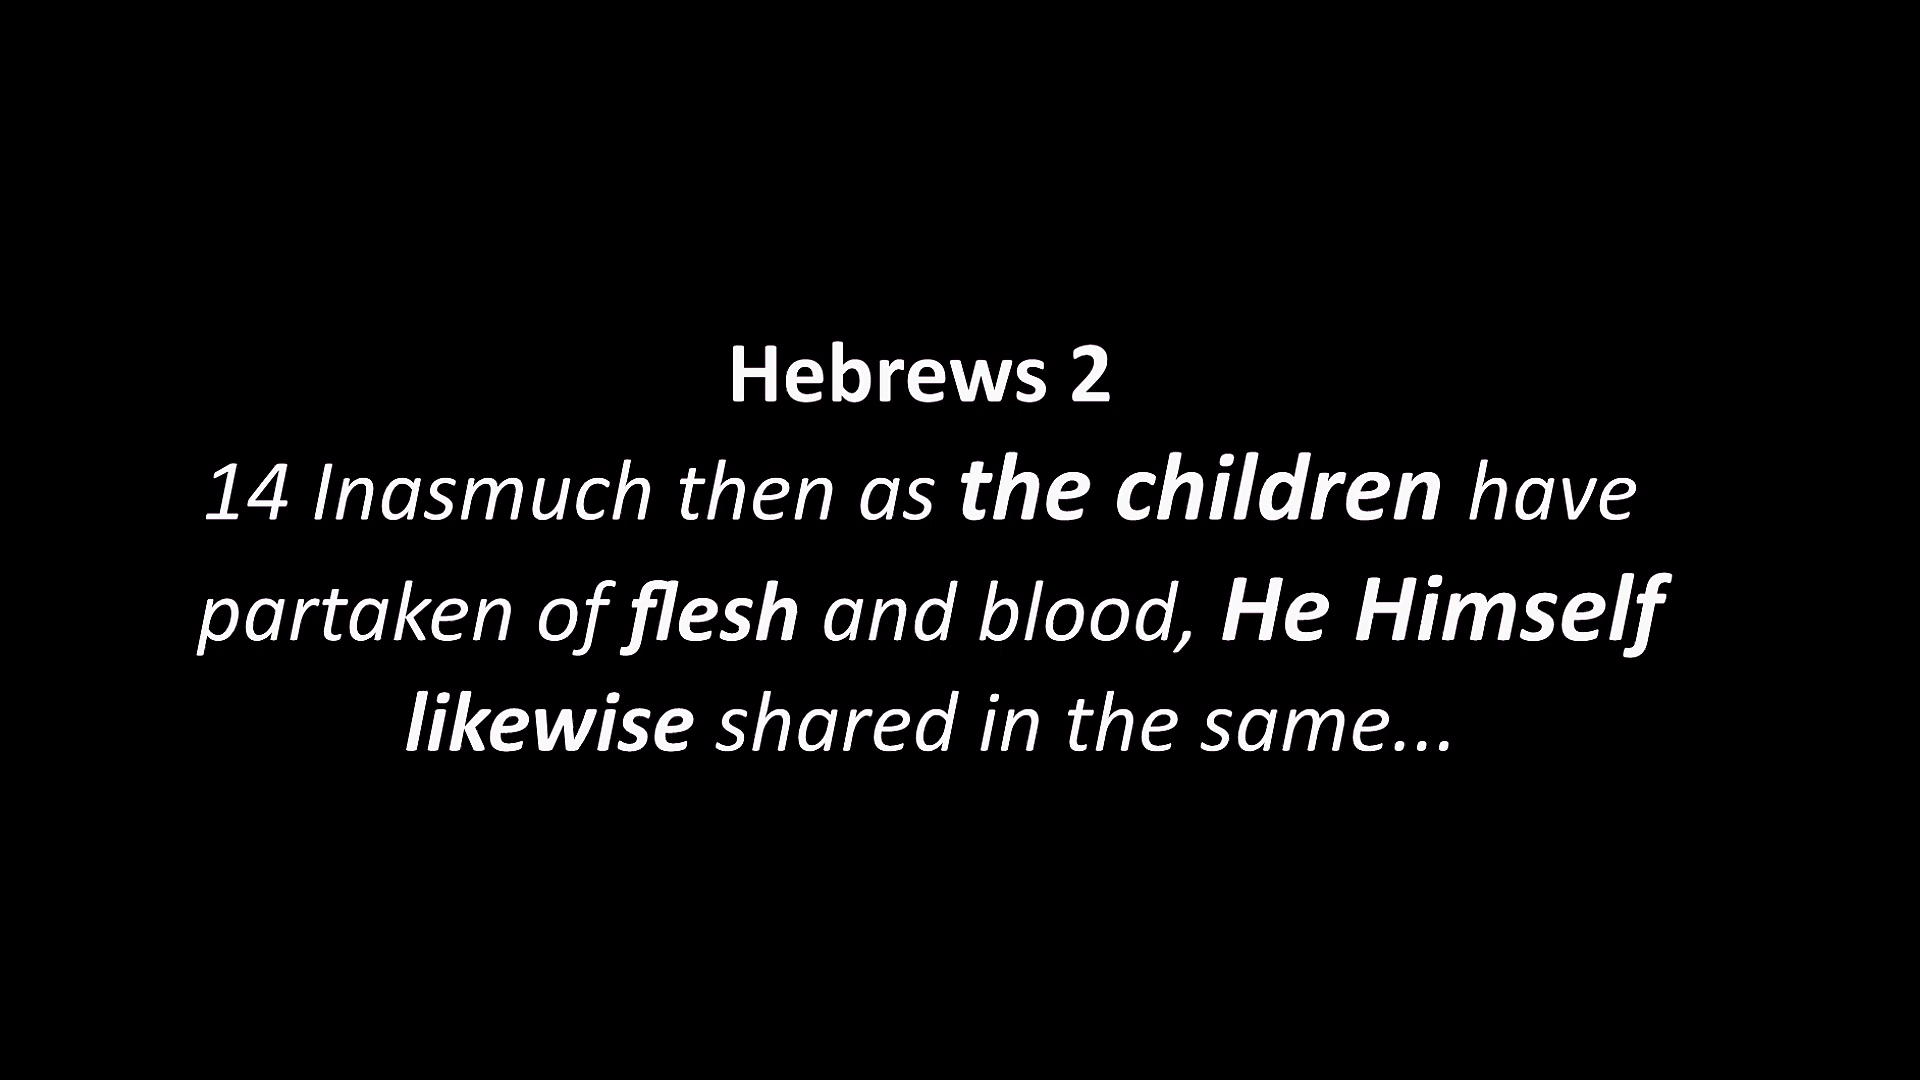 Hebrews 2
14 Inasmuch then as the children have
partaken of flesh and blood, He Himself
likewise shared in the same...